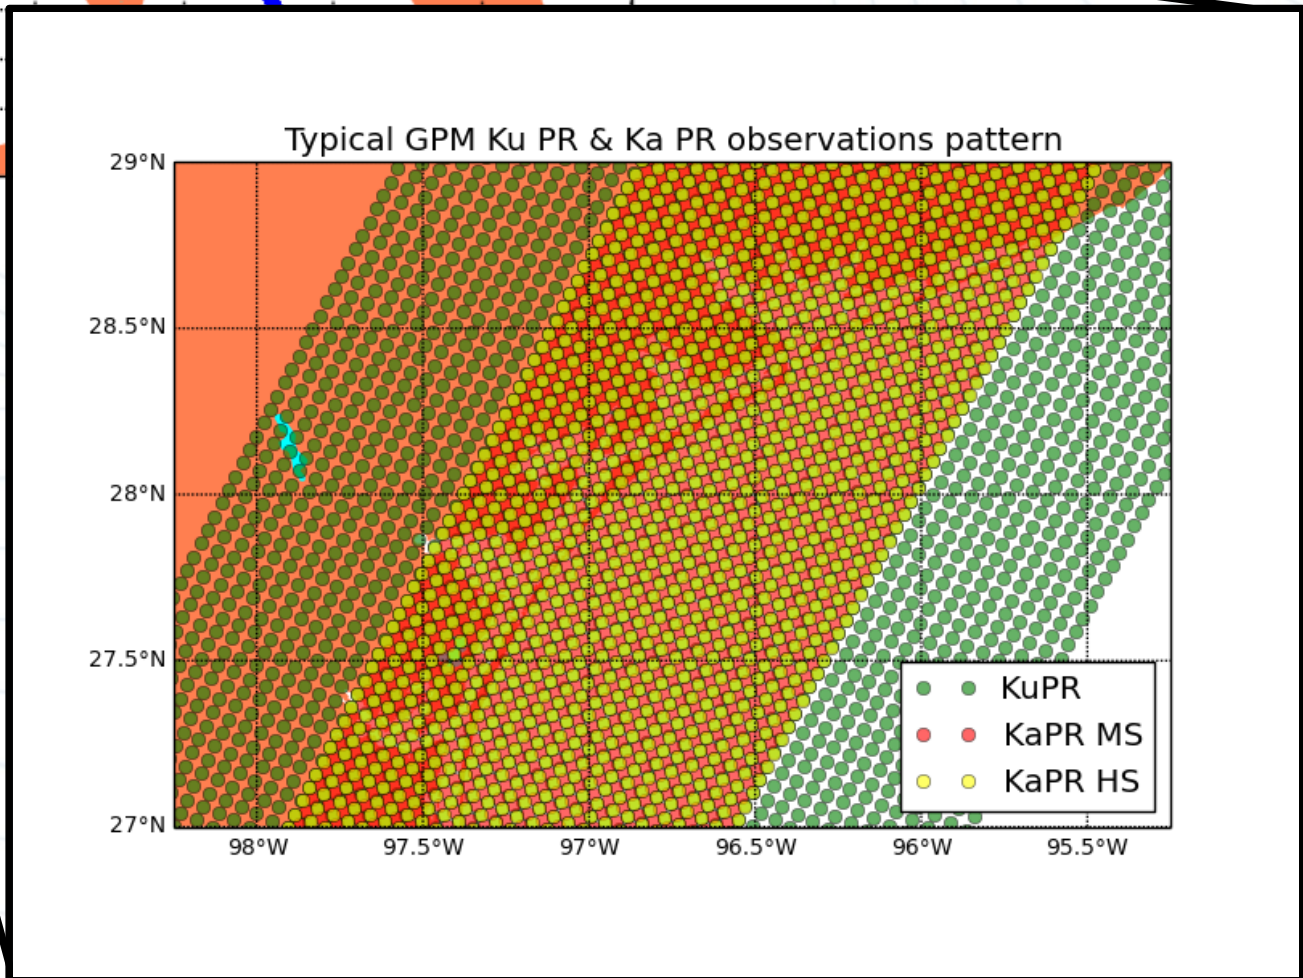 Typical GPM Ku PR & Ka PR observations pattern
29°N
28.5°N
28°N
27.5°N
27°N
98°W 97.5°W 97°W 96.5°W 96°W 95.5°W
KuPR
KaPR MS
KaPR HS